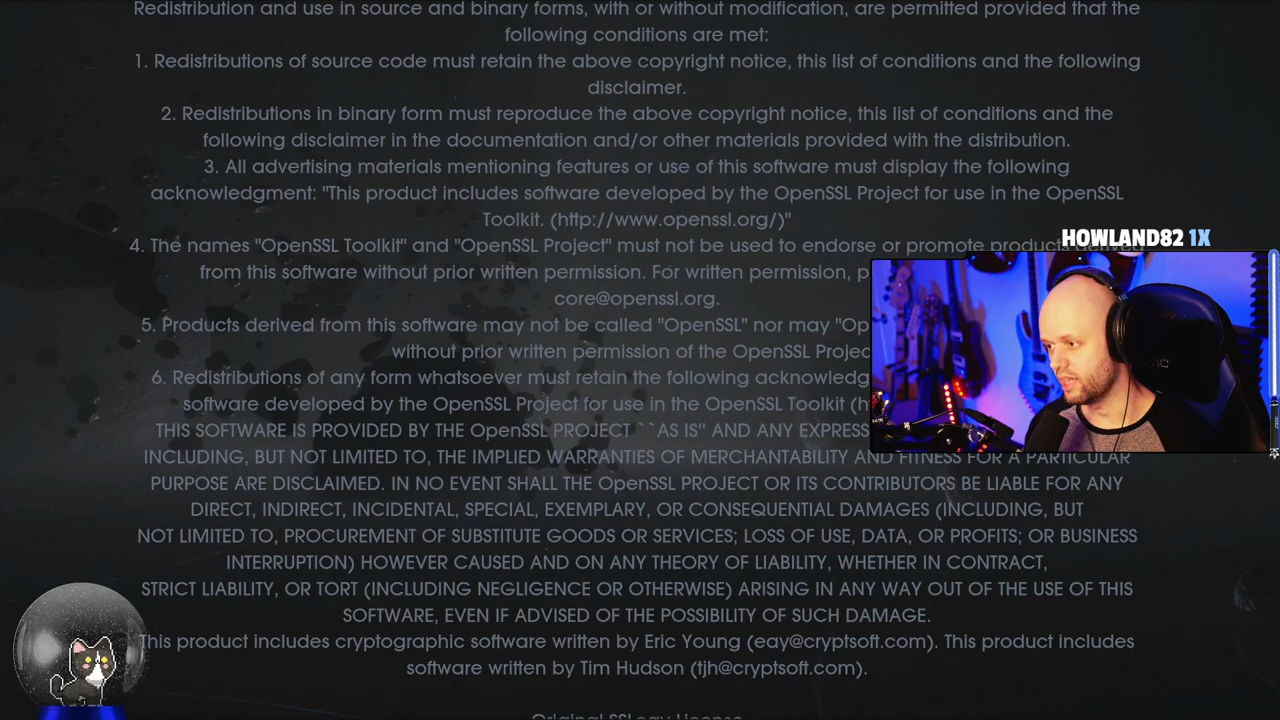 Redistribution and use in source and binary forms, with or without modification, are permitted provided that the
following conditions are met:
1. Redistributions of source code must retain the above copyright notice, this list of conditions and the following
disclaimer.
2. Redistributions in binary form must reproduce the above copyright notice, this list of conditions and the
following disclaimer in the documentation and/or other materials provided with the distribution.
3. All advertising materials mentioning features or use of this software must display the following
acknowledgment: "This product includes software developed by the OpenSSL Project for use in the OpenSSL
Toolkit. (http://www.openssl.org/)"
HOWLAND82 1X
4. The names "OpenSSL Toolkit" and "OpenSSL Project" must not be used to endorse or promote products derived
from this software without prior written permission. For written permission, p
core@openssl.org.
5. Products derived from this software may not be called "OpenSSL" nor may "Op
without prior written permission of the OpenSSL Projec
6. Redistributions of any form whatsoever must retain the following acknowledg
software developed by the OpenSSL Project for use in the OpenSSL Toolkit (h
THIS SOFTWARE IS PROVIDED BY THE OpenSSL PROJECT ``AS IS'' AND ANY EXPRESS
INCLUDING, BUT NOT LIMITED TO, THE IMPLIED WARRANTIES OF MERCHANTABILITY AND FITNESS FOR A PARTICULAR
PURPOSE ARE DISCLAIMED. IN NO EVENT SHALL THE OpenSSL PROJECT OR ITS CONTRIBUTORS BE LIABLE FOR ANY
DIRECT, INDIRECT, INCIDENTAL, SPECIAL, EXEMPLARY, OR CONSEQUENTIAL DAMAGES (INCLUDING, BUT
NOT LIMITED TO, PROCUREMENT OF SUBSTITUTE GOODS OR SERVICES; LOSS OF USE, DATA, OR PROFITS; OR BUSINESS
INTERRUPTION) HOWEVER CAUSED AND ON ANY THEORY OF LIABILITY, WHETHER IN CONTRACT,
STRICT LIABILITY, OR TORT (INCLUDING NEGLIGENCE OR OTHERWISE) ARISING IN ANY WAY OUT OF THE USE OF THIS
SOFTWARE, EVEN IF ADVISED OF THE POSSIBILITY OF SUCH DAMAGE.
This product includes cryptographic software written by Eric Young (eay@cryptsoft.com). This product includes
software written by Tim Hudson (tjh@cryptsoft.com).
Original SSLeay License